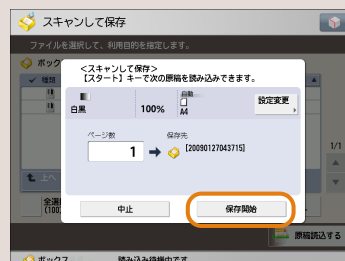 スキャンして保存
ファイルを選択して、利用目的を指定します。
ボック
種類
<スキャンして保存>
【スタート】キーで次の原稿を読み込みできます。
白黒
100%
自動
A4
設定変更
ページ数
保存先
1
[20090127043715]
1/1
上へ
全選
(100
中止
保存開始
原稿読込する
ボックス
読み込み待機中です